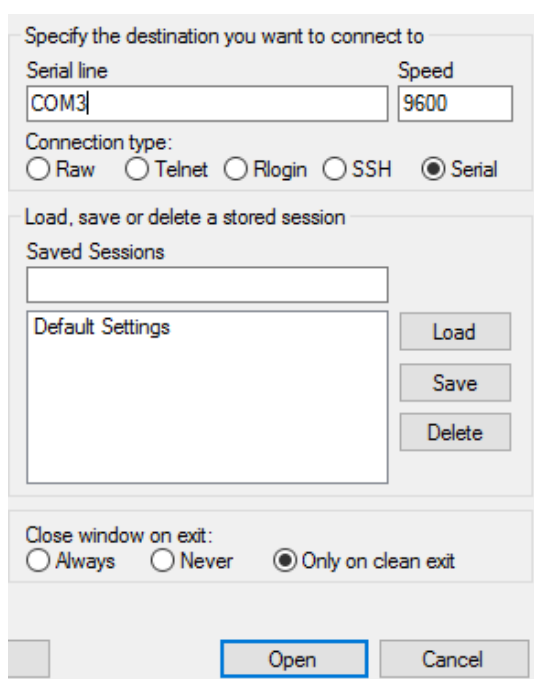 Specify the destination you want to connect to
Serial line Speed
COM3 9600
Connection type:
Raw Telnet Rlogin SSH Serial
Load, save or delete a stored session
Saved Sessions
Default Settings
Load
Save
Delete
Close window on exit:
Always Never Only on clean exit
Open Cancel